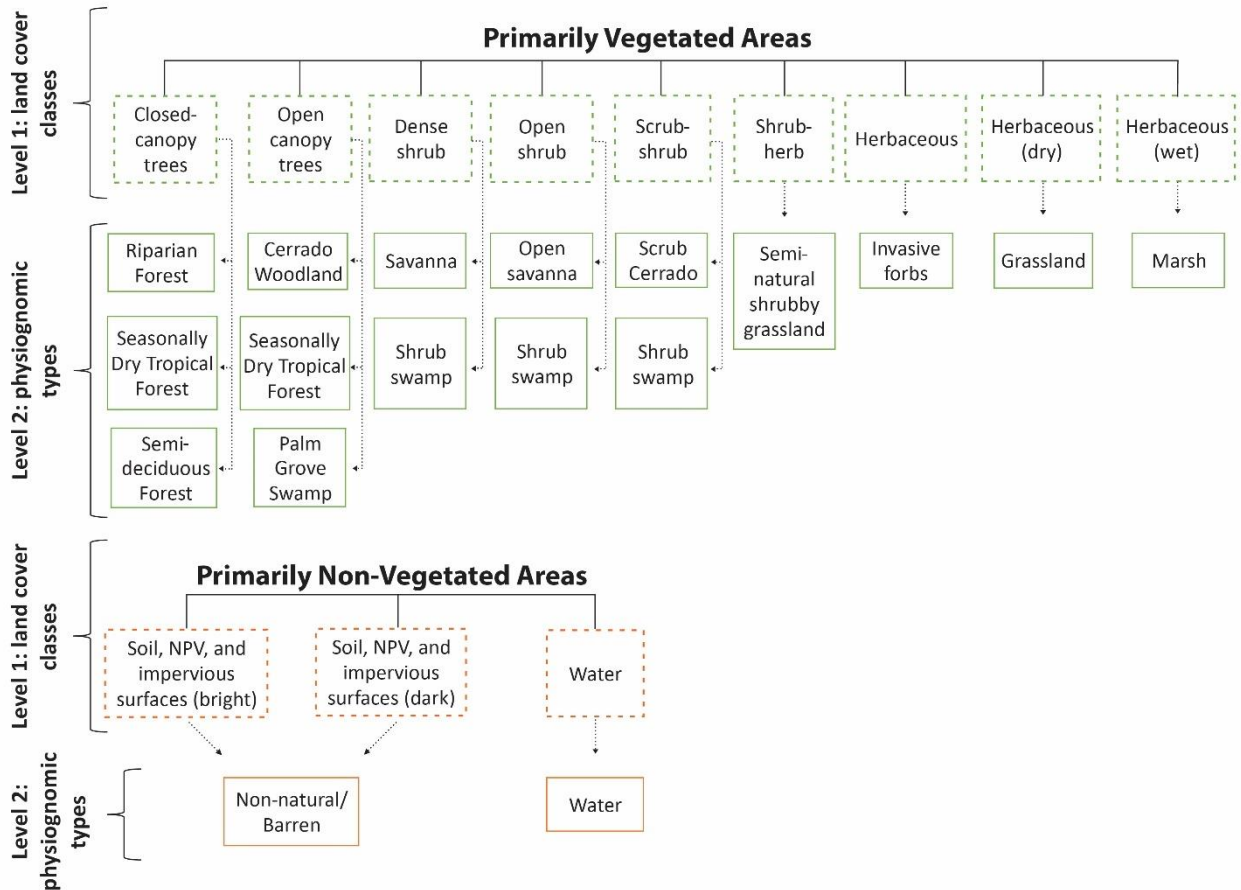 Level 1: land cover
classes
Primarily Vegetated Areas
Closed-
canopy
trees
Open
canopy
trees
Dense
shrub
Open
shrub
Scrub-
shrub
Shrub-
herb
Herbaceous
Herbaceous
(dry)
Herbaceous
(wet)
Level 2: physiognomic
types
Riparian
Forest
Cerrado
Woodland
Savanna
Open
savanna
Scrub
Cerrado
Semi-
natural
shrubby
grassland
Invasive
forbs
Grassland
Marsh
Seasonally
Dry Tropical
Forest
Seasonally
Dry Tropical
Forest
Shrub
swamp
Shrub
swamp
Shrub
swamp
Semi-
deciduous
Forest
Palm
Grove
Swamp
Level 1: land cover
classes
Primarily Non-Vegetated Areas
Soil, NPV, and
impervious
surfaces (bright)
Soil, NPV, and
impervious
surfaces (dark)
Water
Level 2:
physiognomic
types
Non-natural/
Barren
Water